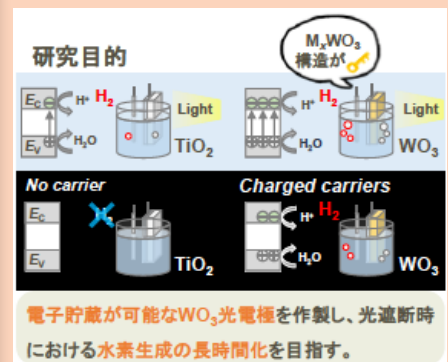 研究目的
MxWO3
構造が
EC
H+
H2
Light
EV
H2O
TiO2
H+
H2
Light
H2O
WO3
No carrier
Charged carriers
EC
H2
EV
TiO2
H+
H2
H2O
WO3
電子貯蔵が可能なWO3光電極を作製し、光遮断時
における水素生成の長時間化を目指す。